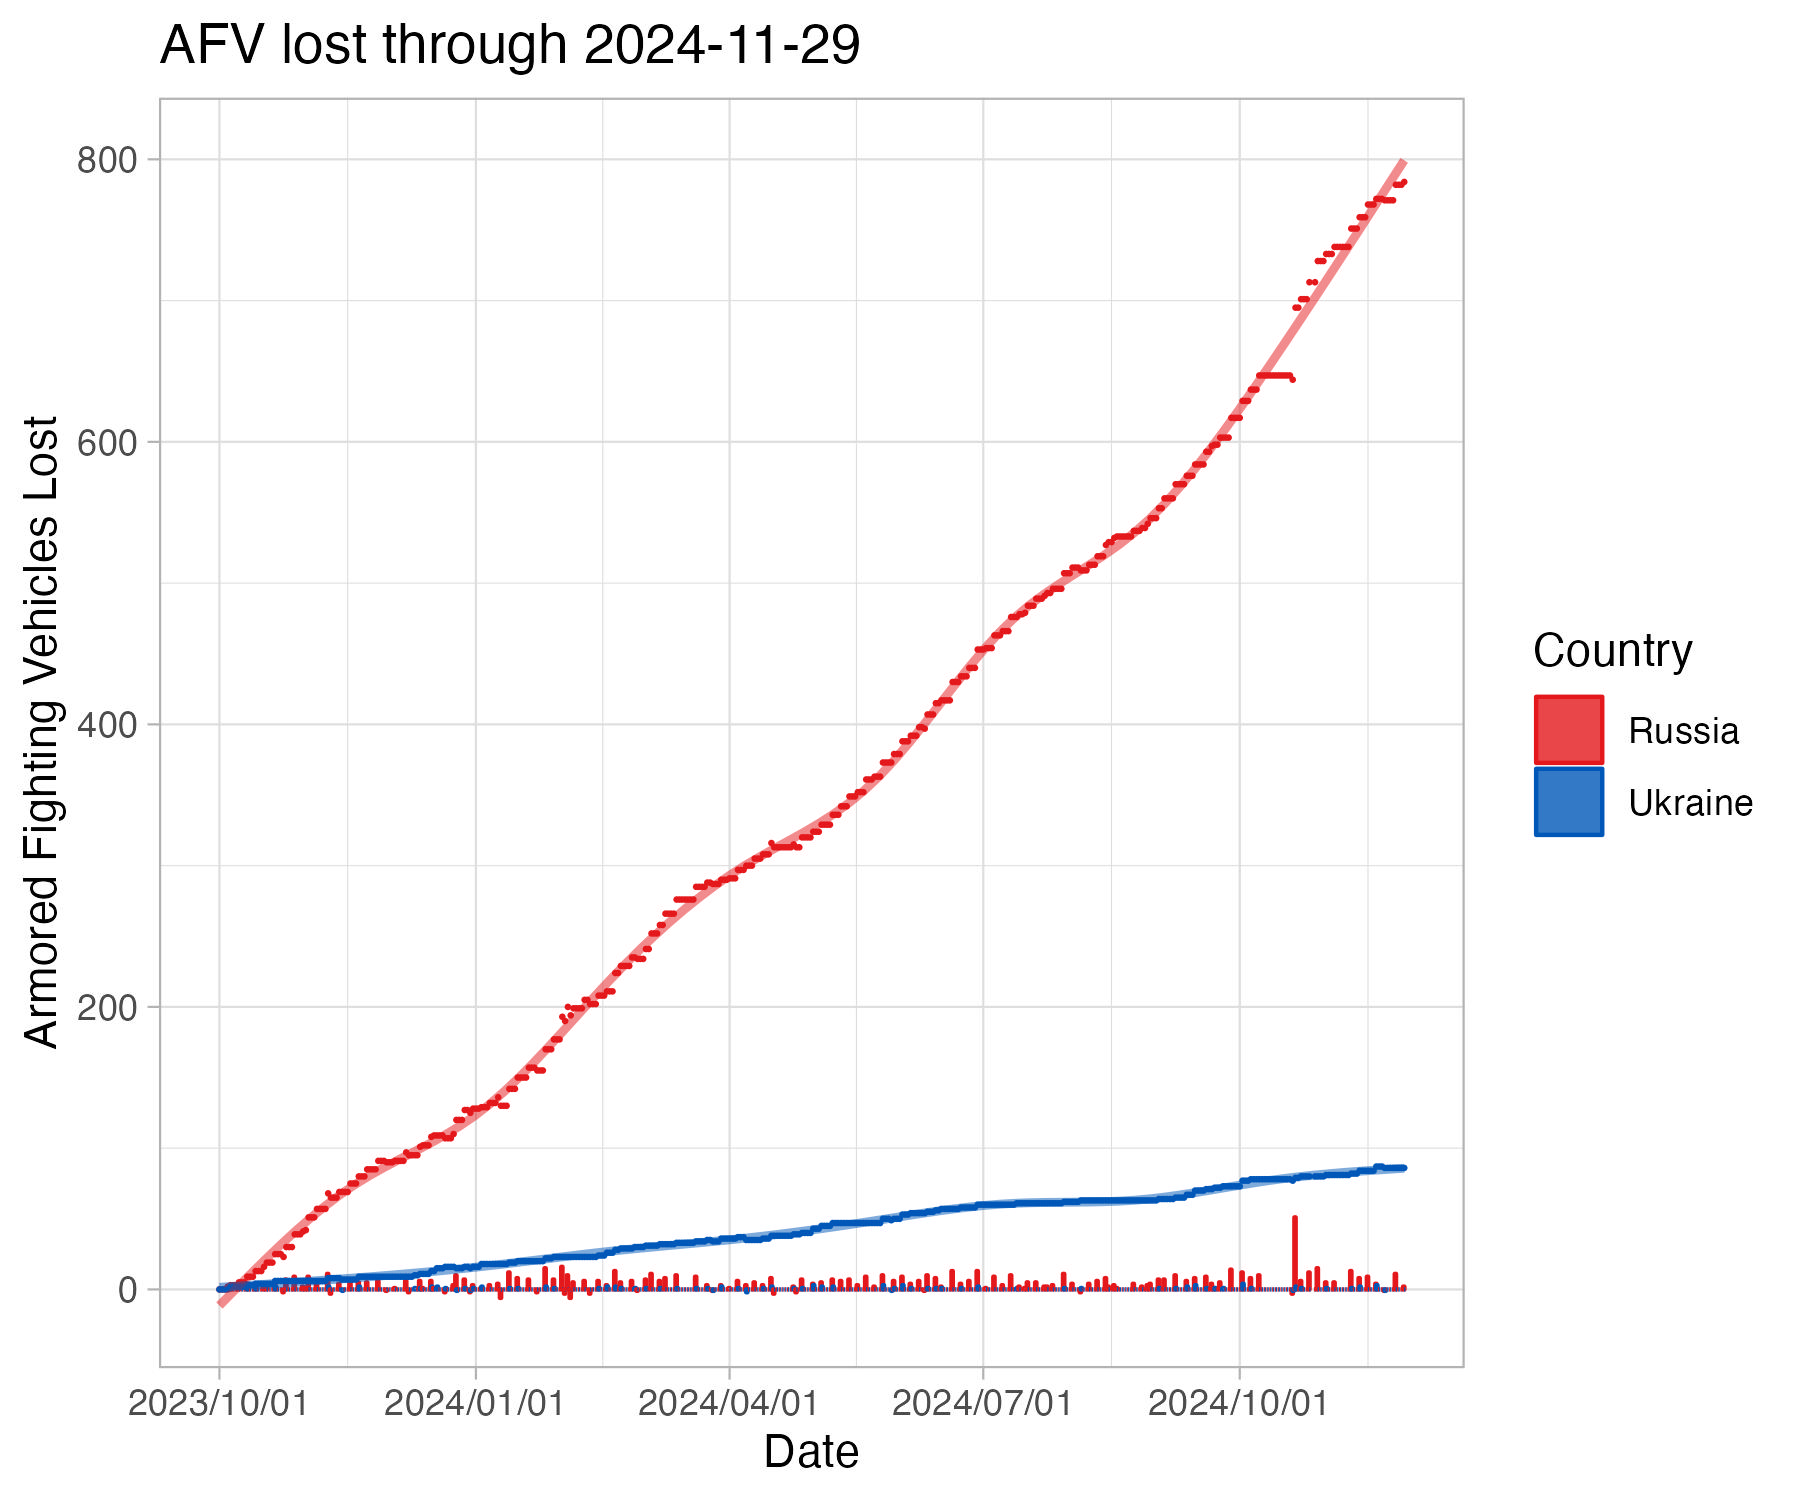 AFV lost through 2024-11-29
Armored Fighting Vehicles Lost
800
600
400
200
0
2023/10/01
2024/01/01
2024/04/01
2024/07/01
2024/10/01
Date
Country
Russia
Ukraine